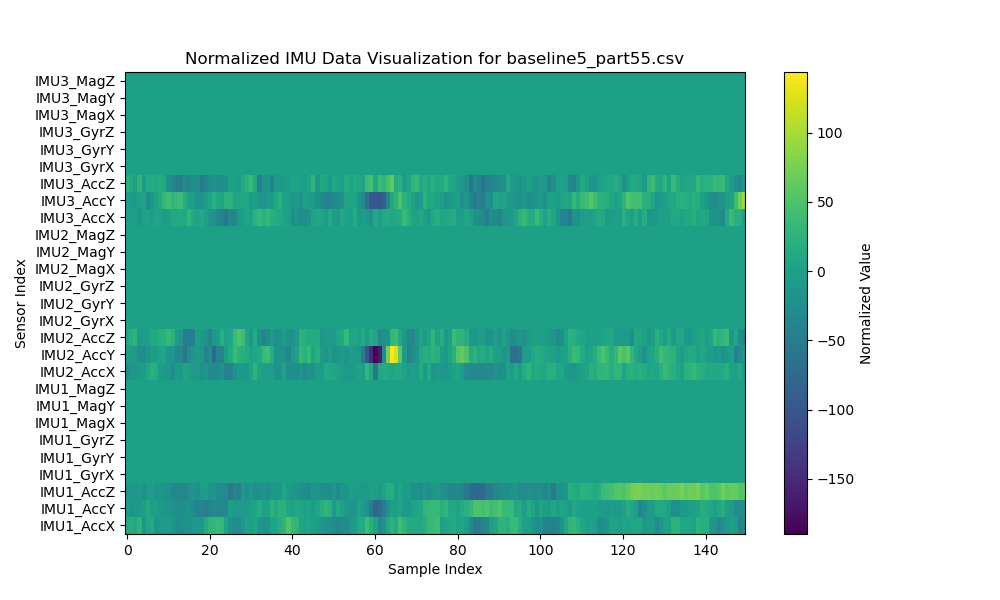 Normalized IMU Data Visualization for baseline5_part55.csv
IMU3_MagZ
IMU3_MagY
IMU3_MagX
IMU3_GyrZ
IMU3_GyrY
IMU3_GyrX
IMU3_AccZ
IMU3_AccY
IMU3_AccX
IMU2_MagZ
IMU2_MagY
IMU2_MagX
IMU2_GyrZ
IMU2_GyrY
IMU2_GyrX
IMU2_AccZ
IMU2_AccY
IMU2_AccX
IMU1_MagZ
IMU1_MagY
IMU1_MagX
IMU1_GyrZ
IMU1_GyrY
IMU1_GyrX
IMU1_AccZ
IMU1_AccY
IMU1_AccX
Sensor Index
0 20 40 60 80 100 120 140
Sample Index
100
50
0
−50
−100
−150
Normalized Value